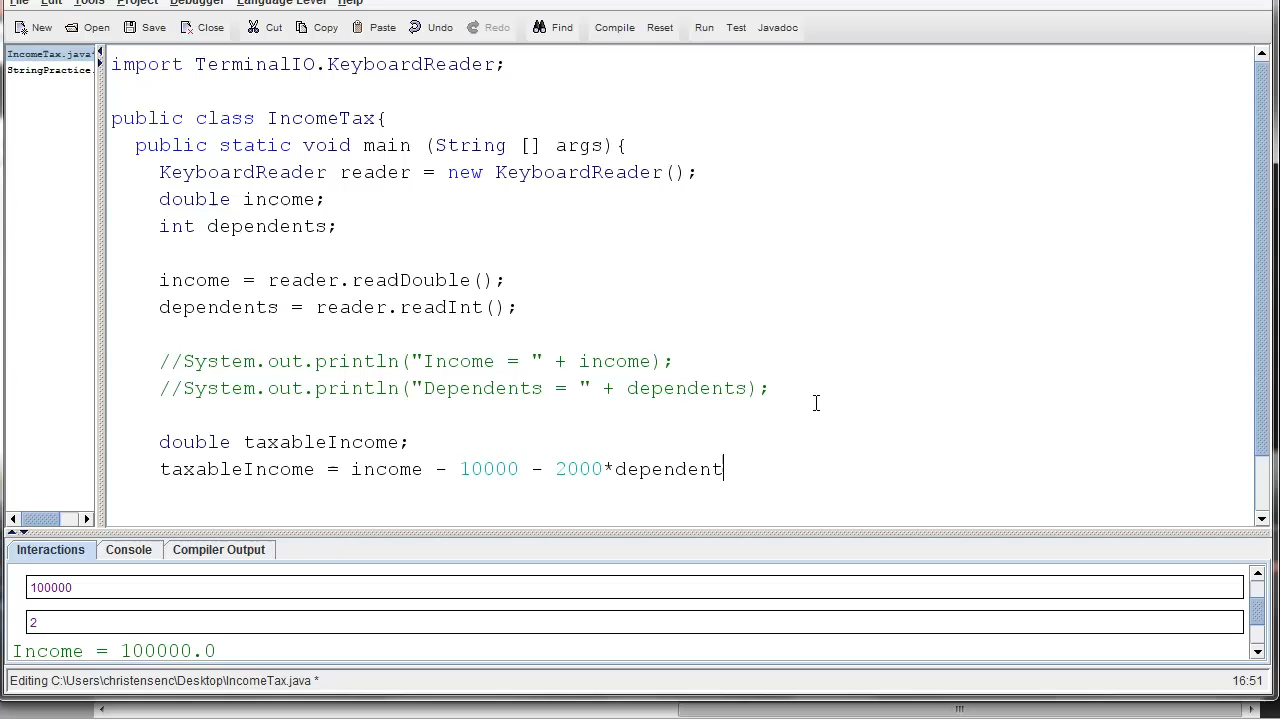 File Edit Tools Project Debugger Language Level Help
New Open Save Close Cut Copy Paste Undo Redo Find Compile Reset Run Test Javadoc
IncomeTax.java*
StringPractice.
import TerminalIO.KeyboardReader;
public class IncomeTax{
public static void main (String [] args){
KeyboardReader reader = new KeyboardReader();
double income;
int dependents;
income = reader.readDouble();
dependents = reader.readInt();
//System.out.println("Income = " + income);
//System.out.println("Dependents = " + dependents);
double taxableIncome;
taxableIncome = income - 10000 - 2000*dependent
Interactions Console Compiler Output
100000
2
Income = 100000.0
Editing C:\Users\christensenc\Desktop\IncomeTax.java * 16:51